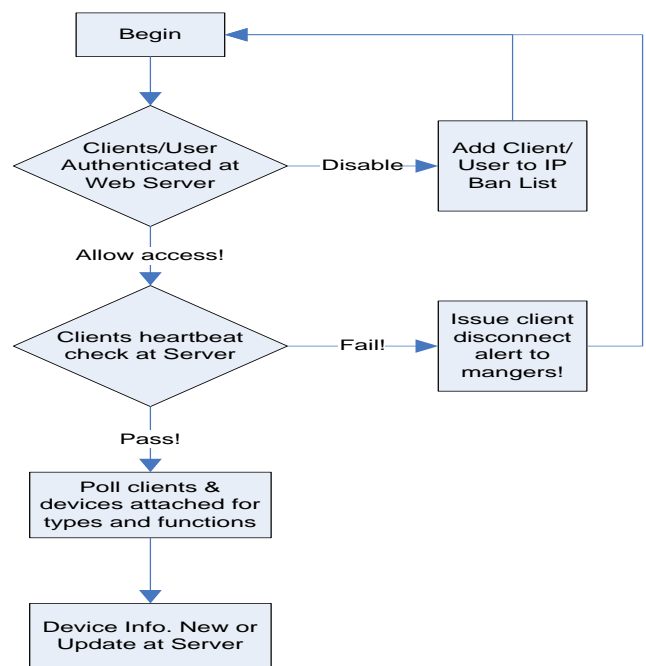 Begin
Clients/User
Authenticated at
Web Server
Disable
Add Client/
User to IP
Ban List
Allow access!
Clients heartbeat
check at Server
Fail!
Issue client
disconnect
alert to
mangers!
Pass!
Poll clients &
devices attached for
types and functions
Device Info. New or
Update at Server